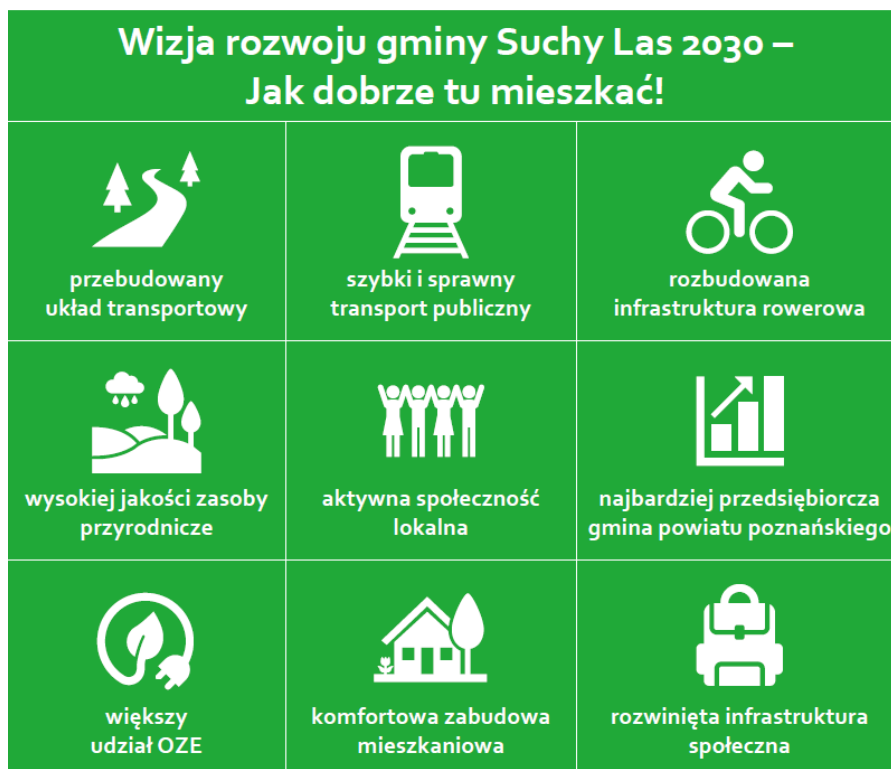 Wizja rozwoju gminy Suchy Las 2030 –
Jak dobrze tu mieszkać!
przebudowany
układ transportowy
szybki i sprawny
transport publiczny
rozbudowana
infrastruktura rowerowa
wysokiej jakości zasoby
przyrodnicze
aktywna społeczność
lokalna
najbardziej przedsiębiorcza
gmina powiatu poznańskiego
większy
udział OZE
komfortowa zabudowa
mieszkaniowa
rozwinięta infrastruktura
społeczna